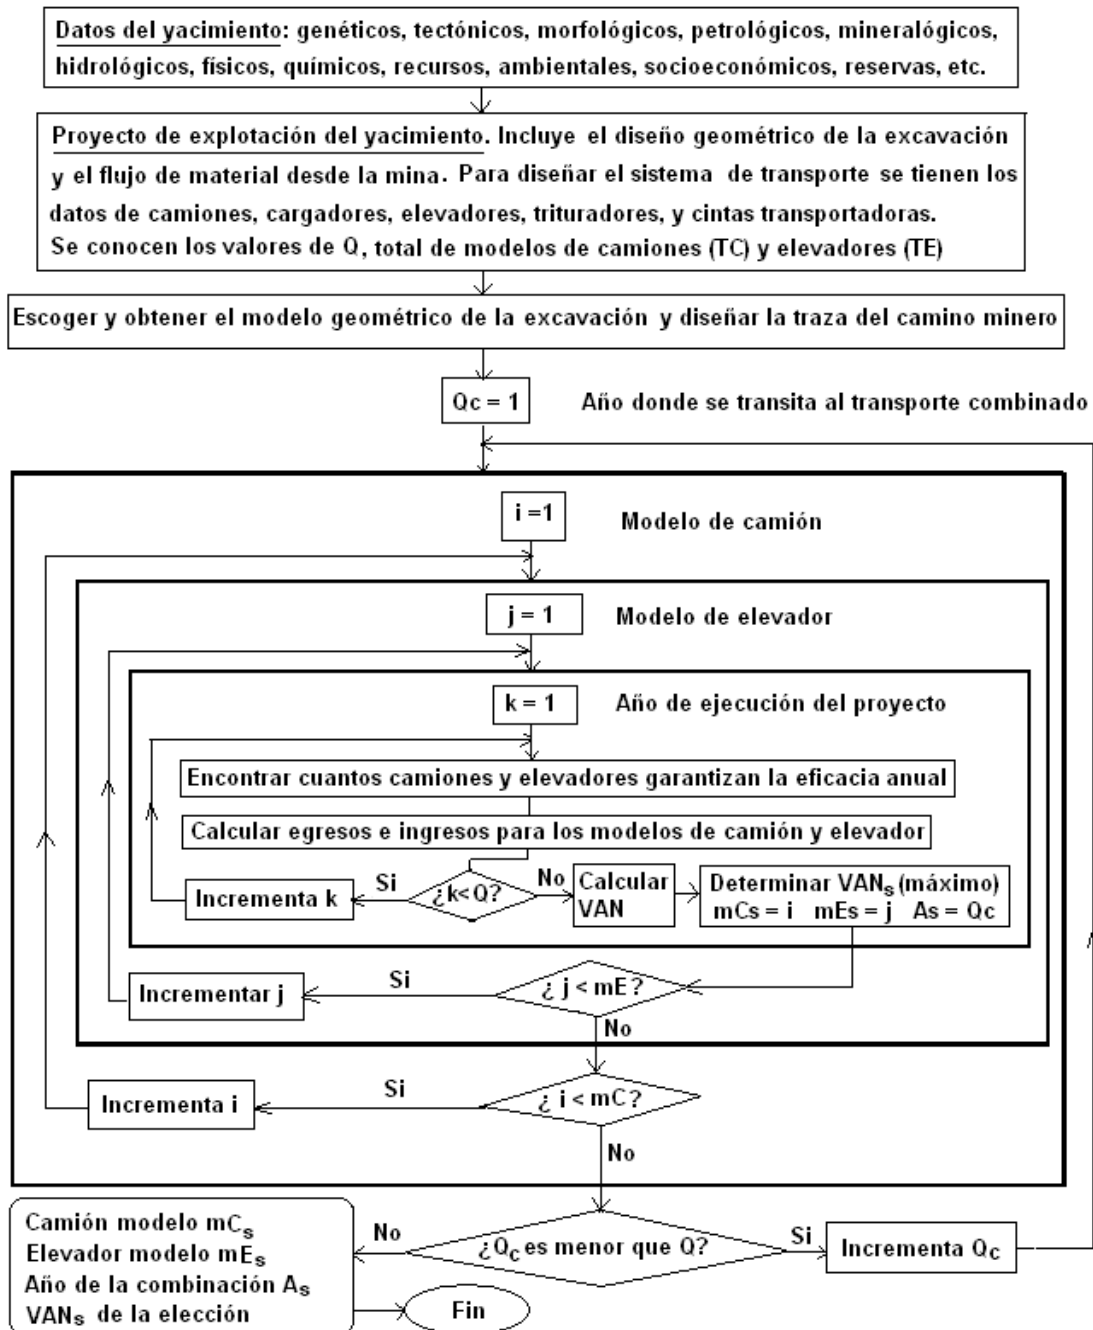 Datos del yacimiento: genéticos, tectónicos, morfológicos, petrológicos, mineralógicos,
hidrológicos, físicos, químicos, recursos, ambientales, socioeconómicos, reservas, etc.
Proyecto de explotación del yacimiento. Incluye el diseño geométrico de la excavación
y el flujo de material desde la mina. Para diseñar el sistema de transporte se tienen los
datos de camiones, cargadores, elevadores, trituradores, y cintas transportadoras.
Se conocen los valores de Q, total de modelos de camiones (TC) y elevadores (TE)
Escoger y obtener el modelo geométrico de la excavación y diseñar la traza del camino minero
Qc = 1
Año donde se transita al transporte combinado
i =1
Modelo de camión
j = 1
Modelo de elevador
k = 1
Año de ejecución del proyecto
Encontrar cuantos camiones y elevadores garantizan la eficacia anual
Calcular egresos e ingresos para los modelos de camión y elevador
Incrementa k
Si
¿k<Q?
No
Calcular
VAN
Determinar VANs (máximo)
mCs = i mEs = j As = Qc
Incrementar j
Si
¿ j < mE?
No
Incrementa i
Si
¿ i < mC?
No
Camión modelo mCs
Elevador modelo mEs
Año de la combinación As
VANs de la elección
No
¿Qc es menor que Q?
Si
Incrementa Qc
Fin